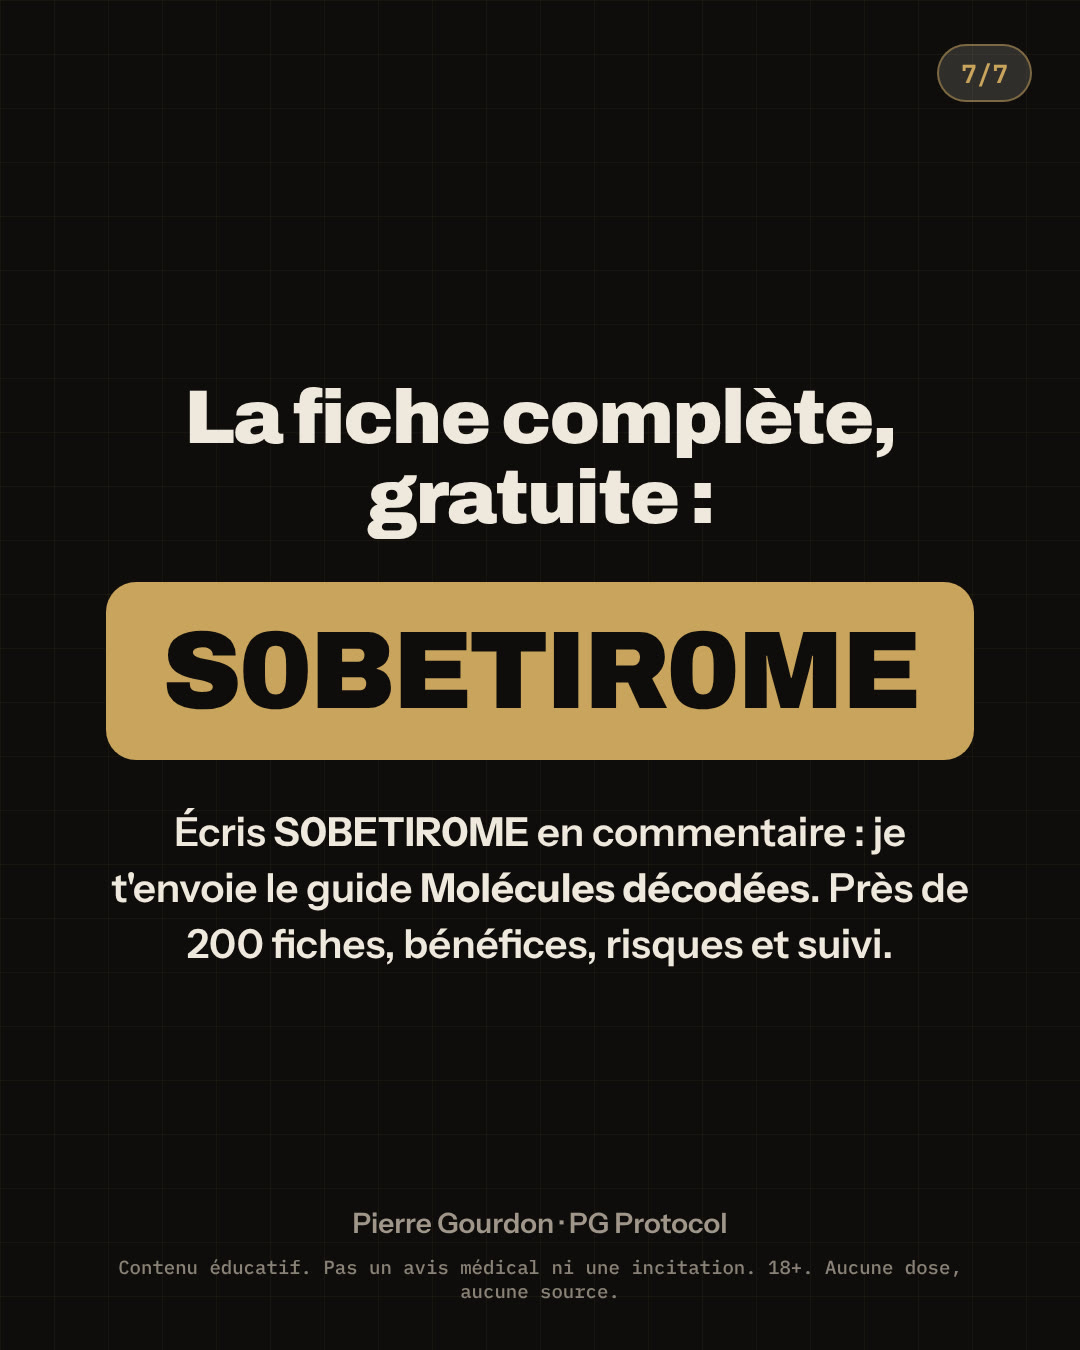 7/7
La fiche complète,
gratuite :
S0BETIR0ME
Écris S0BETIR0ME en commentaire : je
t'envoie le guide Molécules décodées. Près de
200 fiches, bénéfices, risques et suivi.
Pierre Gourdon · PG Protocol
Contenu éducatif. Pas un avis médical ni une incitation. 18+. Aucune dose,
aucune source.